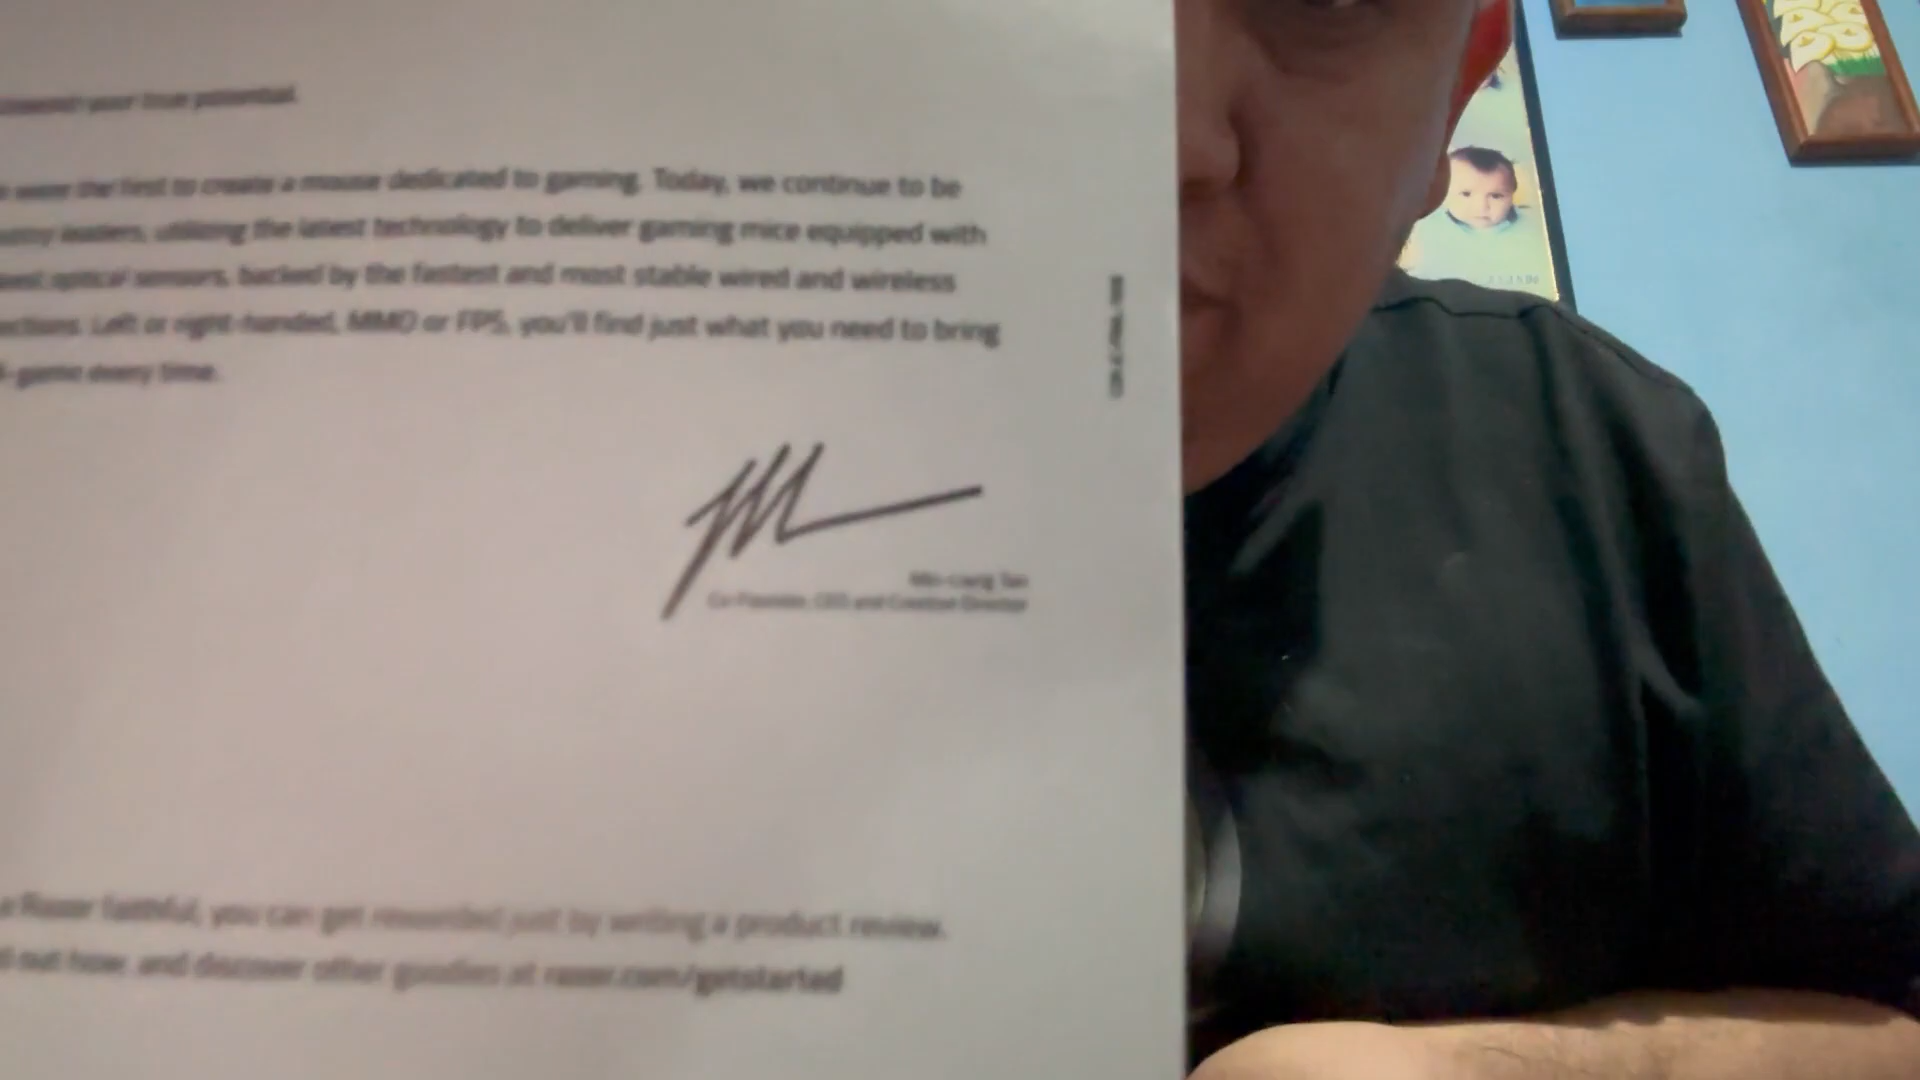 your true potential.
were the first to create a mouse dedicated to gaming. Today, we continue to be
leaders, utilizing the latest technology to deliver gaming mice equipped with
optical sensors, backed by the fastest and most stable wired and wireless
Left or right-handed, MMO or FPS, you'll find just what you need to bring
-game every time.
Min-Liang Tan
Co-Founder, CEO and Creative Director
Razer faithful, you can get rewarded just by writing a product review.
out how, and discover other goodies at razer.com/getstarted